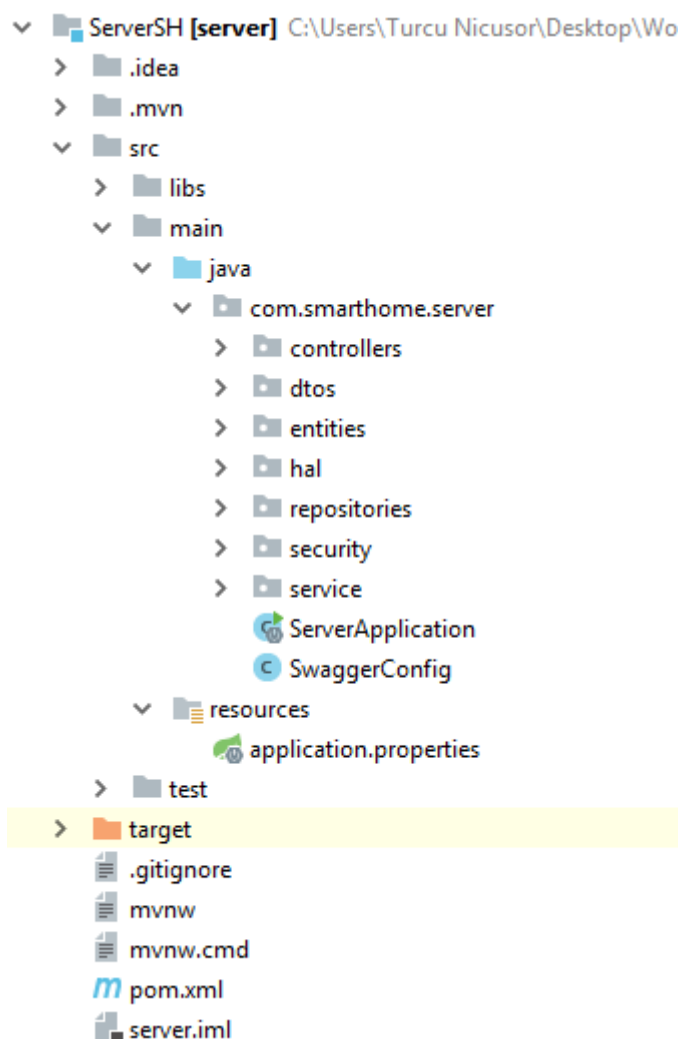 ServerSH [server] C:\Users\Turcu Nicusor\Desktop\Wo
.idea
.mvn
src
libs
main
java
com.smarthome.server
controllers
dtos
entities
hal
repositories
security
service
ServerApplication
C SwaggerConfig
resources
application.properties
test
target
.gitignore
mvnw
mvnw.cmd
m pom.xml
server.iml